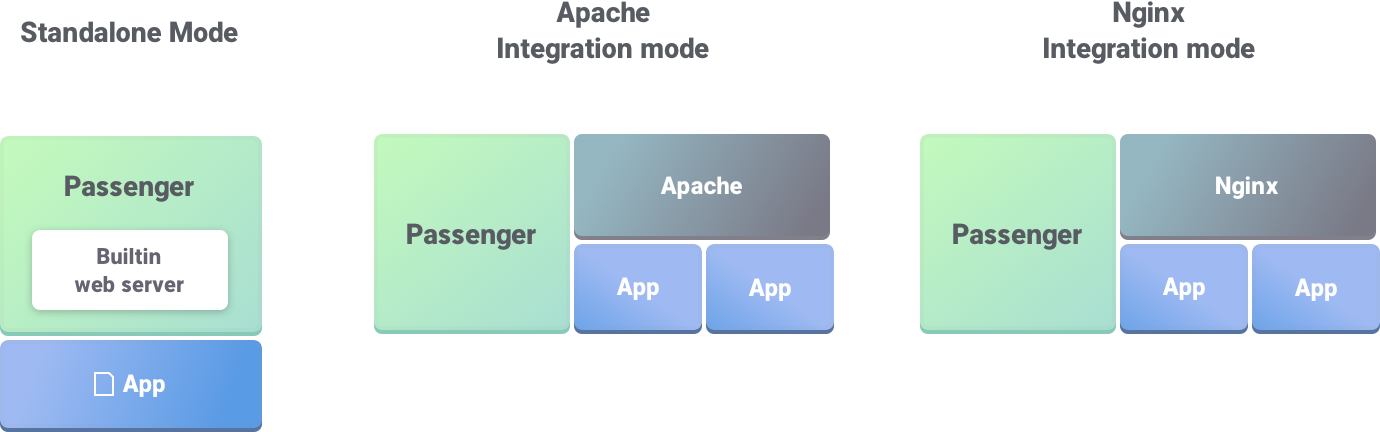 Standalone Mode
Passenger
Builtin
web server
App
Apache
Integration mode
Passenger
Apache
App
App
Nginx
Integration mode
Passenger
Nginx
App
App